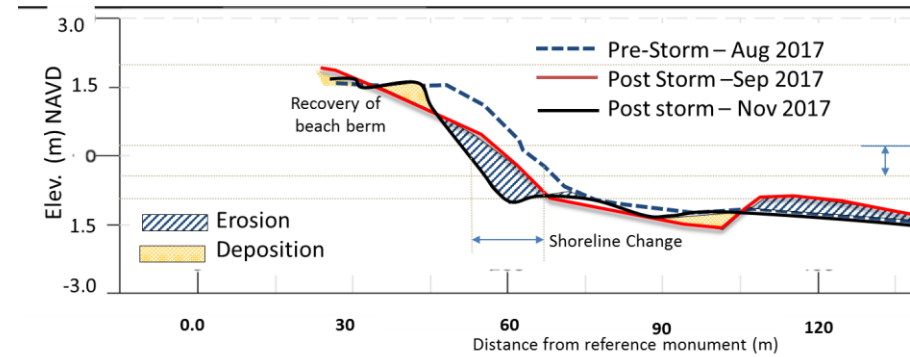 3.0
Pre-Storm – Aug 2017
Post Storm –Sep 2017
Post storm – Nov 2017
1.5
Recovery of
beach berm
Elev. (m) NAVD
0
Erosion
Deposition
1.5
Shoreline Change
-3.0
0.0
30
60
90
120
Distance from reference monument (m)